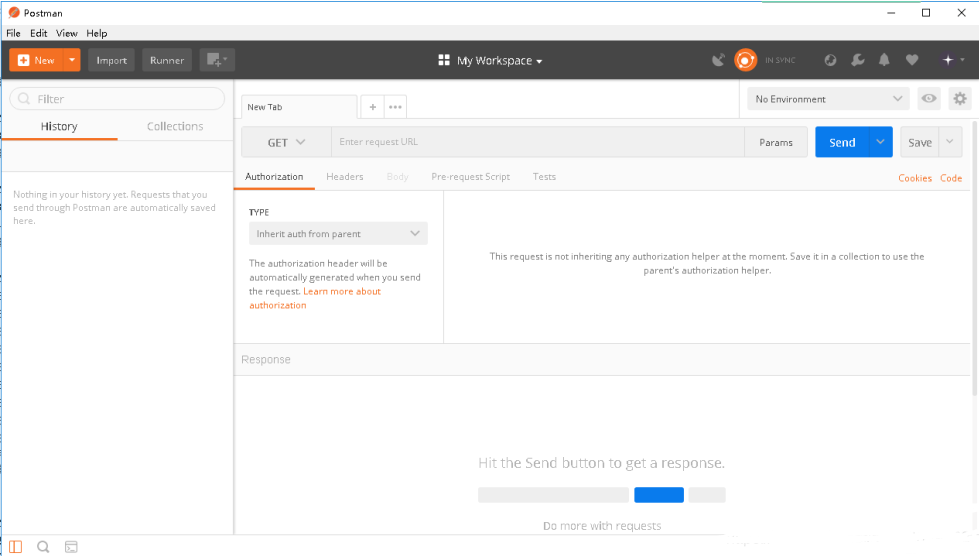 Postman
File Edit View Help
New Import Runner My Workspace IN SYNC
Filter
History Collections
Nothing in your history yet. Requests that you
send through Postman are automatically saved
here.
New Tab + ••• No Environment
GET Enter request URL Params Send Save
Authorization Headers Body Pre-request Script Tests Cookies Code
TYPE
Inherit auth from parent
The authorization header will be
automatically generated when you send
the request. Learn more about
authorization
This request is not inheriting any authorization helper at the moment. Save it in a collection to use the
parent's authorization helper.
Response
Hit the Send button to get a response.
Do more with requests